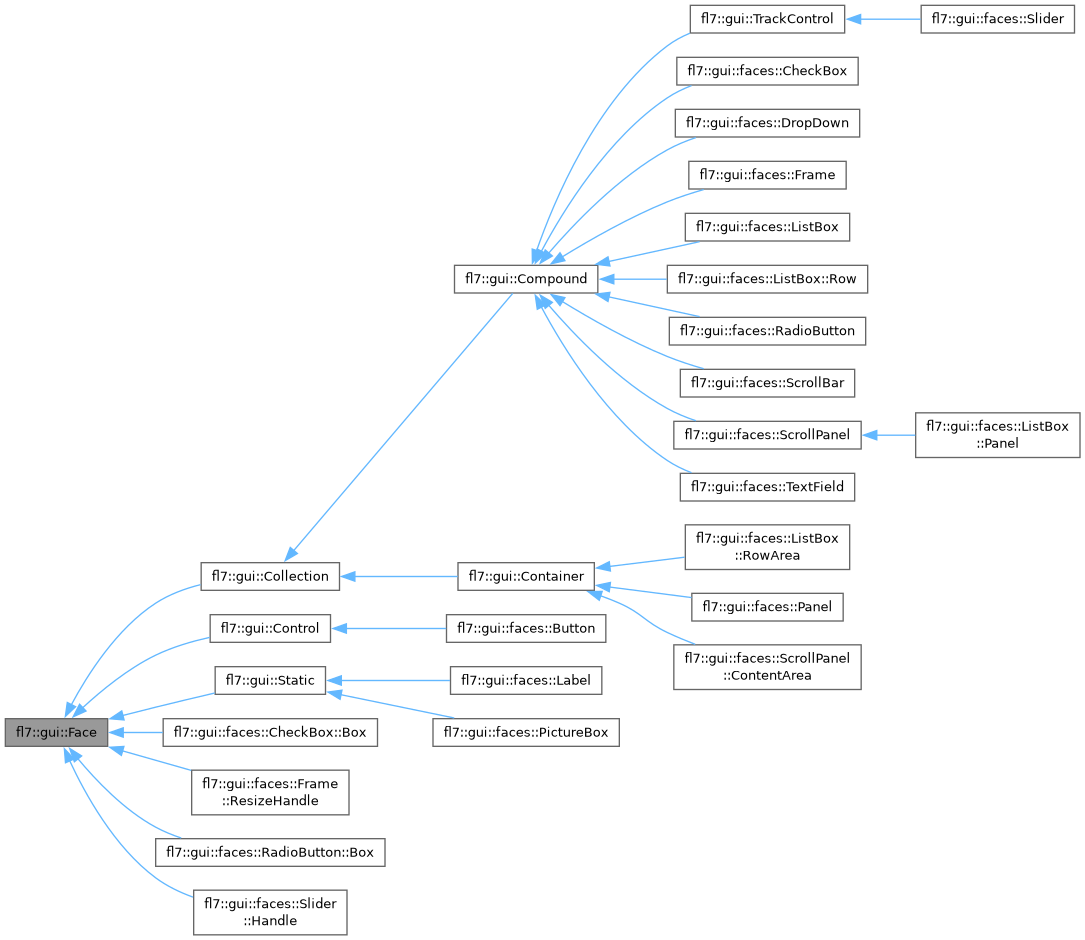 fl7::gui::TrackControl
fl7::gui::faces::Slider
fl7::gui::faces::CheckBox
fl7::gui::faces::DropDown
fl7::gui::faces::Frame
fl7::gui::faces::ListBox
fl7::gui::Compound
fl7::gui::faces::ListBox::Row
fl7::gui::faces::RadioButton
fl7::gui::faces::ScrollBar
fl7::gui::faces::ScrollPanel
fl7::gui::faces::ListBox
::Panel
fl7::gui::faces::TextField
fl7::gui::faces::ListBox
::RowArea
fl7::gui::Collection
fl7::gui::Container
fl7::gui::faces::Panel
fl7::gui::Control
fl7::gui::faces::Button
fl7::gui::faces::ScrollPanel
::ContentArea
fl7::gui::Static
fl7::gui::faces::Label
fl7::gui::Face
fl7::gui::faces::CheckBox::Box
fl7::gui::faces::PictureBox
fl7::gui::faces::Frame
::ResizeHandle
fl7::gui::faces::RadioButton::Box
fl7::gui::faces::Slider
::Handle